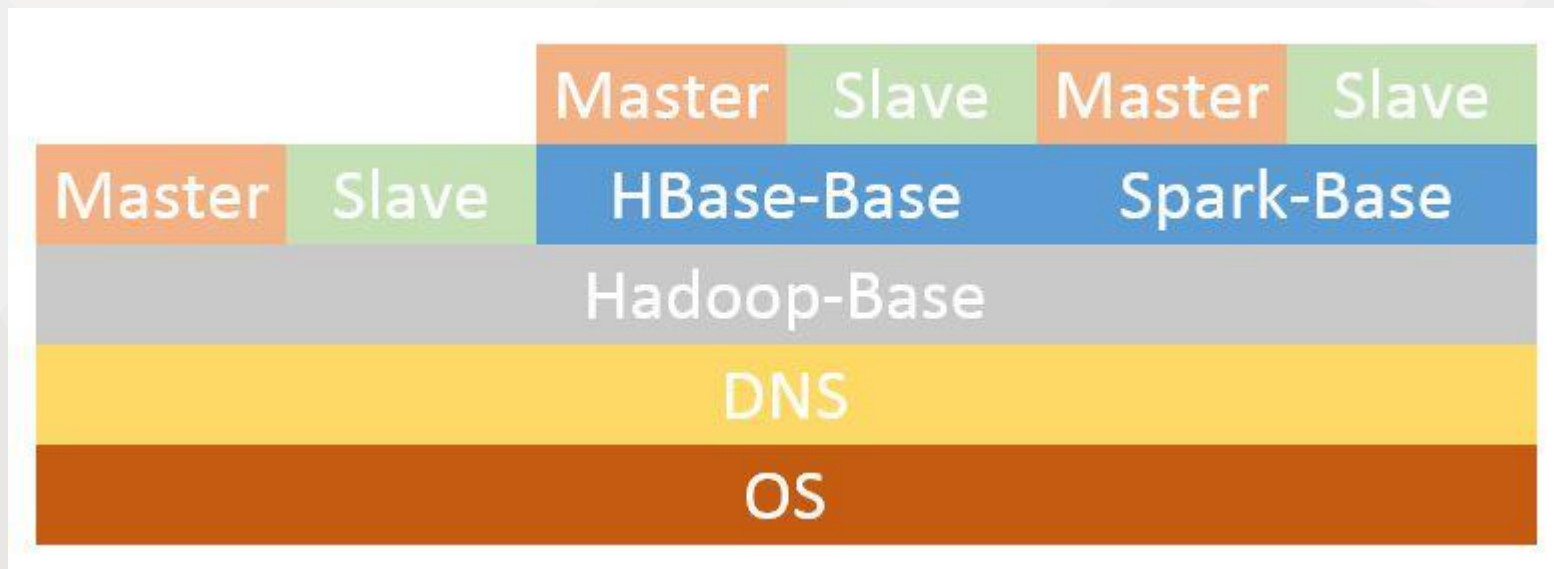 Master Slave Master Slave
Master Slave HBase-Base Spark-Base
Hadoop-Base
DNS
OS